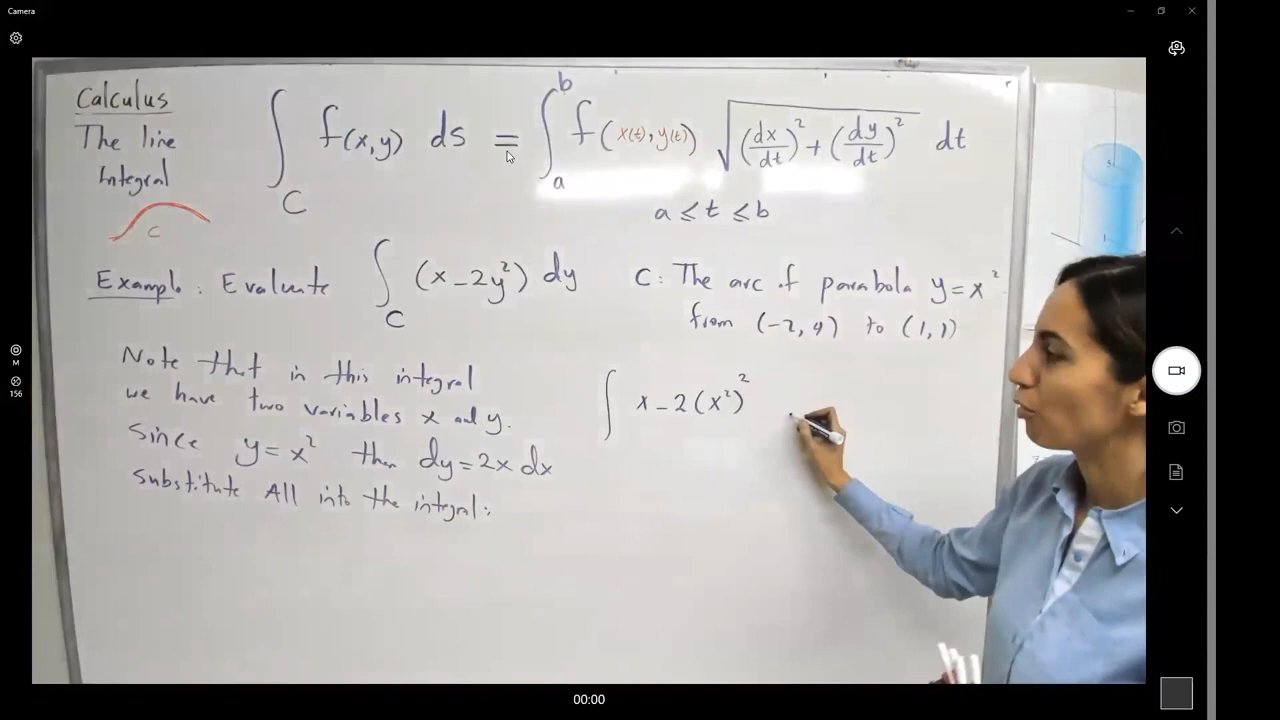 Camera
Calculus
The line
Integral
C
∫_C f(x,y) ds = ∫_a^b f(x(t), y(t)) √((dx/dt)² + (dy/dt)²) dt
a ≤ t ≤ b
Example: Evaluate ∫_C (x-2y²) dy
C: The arc of parabola y=x²
from (-2,4) to (1,1)
Note that in this integral
we have two variables x and y.
Since y=x² then dy=2x dx
Substitute All into the integral:
∫ x-2(x²)²
M
156
00:00